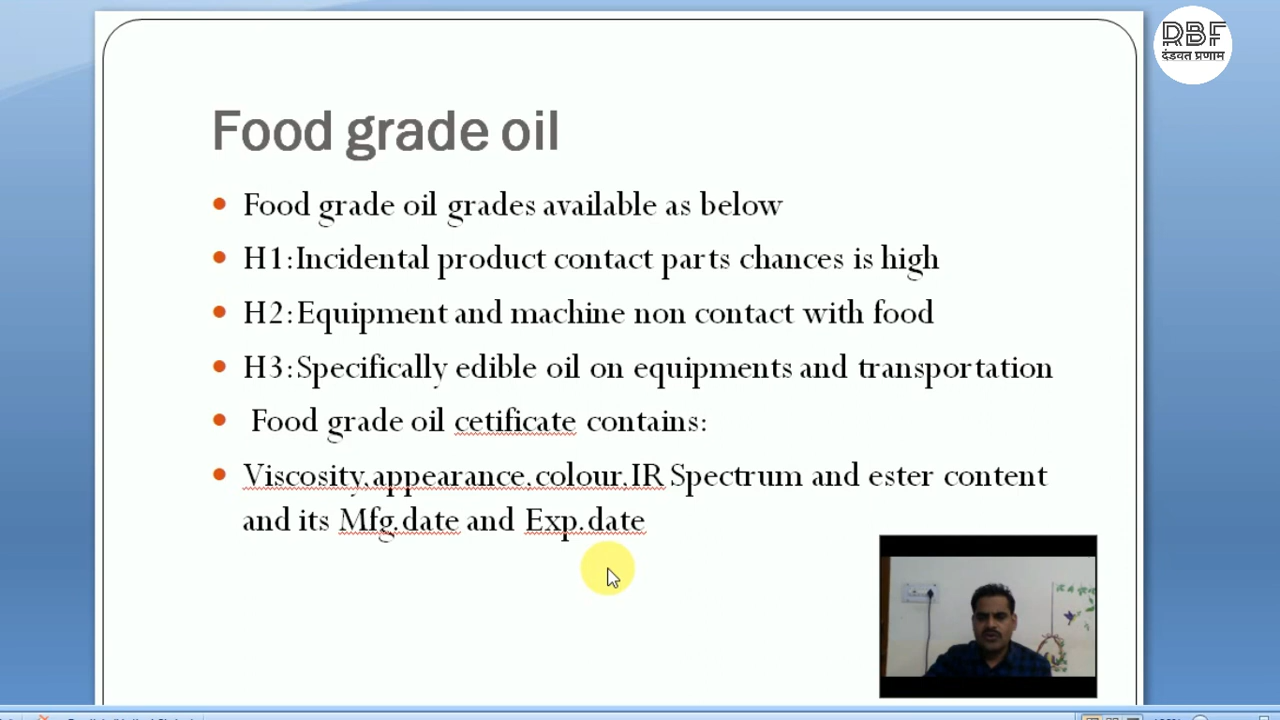 RBF
दंडवत प्रणाम
Food grade oil
Food grade oil grades available as below
H1:Incidental product contact parts chances is high
H2:Equipment and machine non contact with food
H3:Specifically edible oil on equipments and transportation
Food grade oil cetificate contains:
Viscosity,appearance,colour,IR Spectrum and ester content
and its Mfg.date and Exp.date